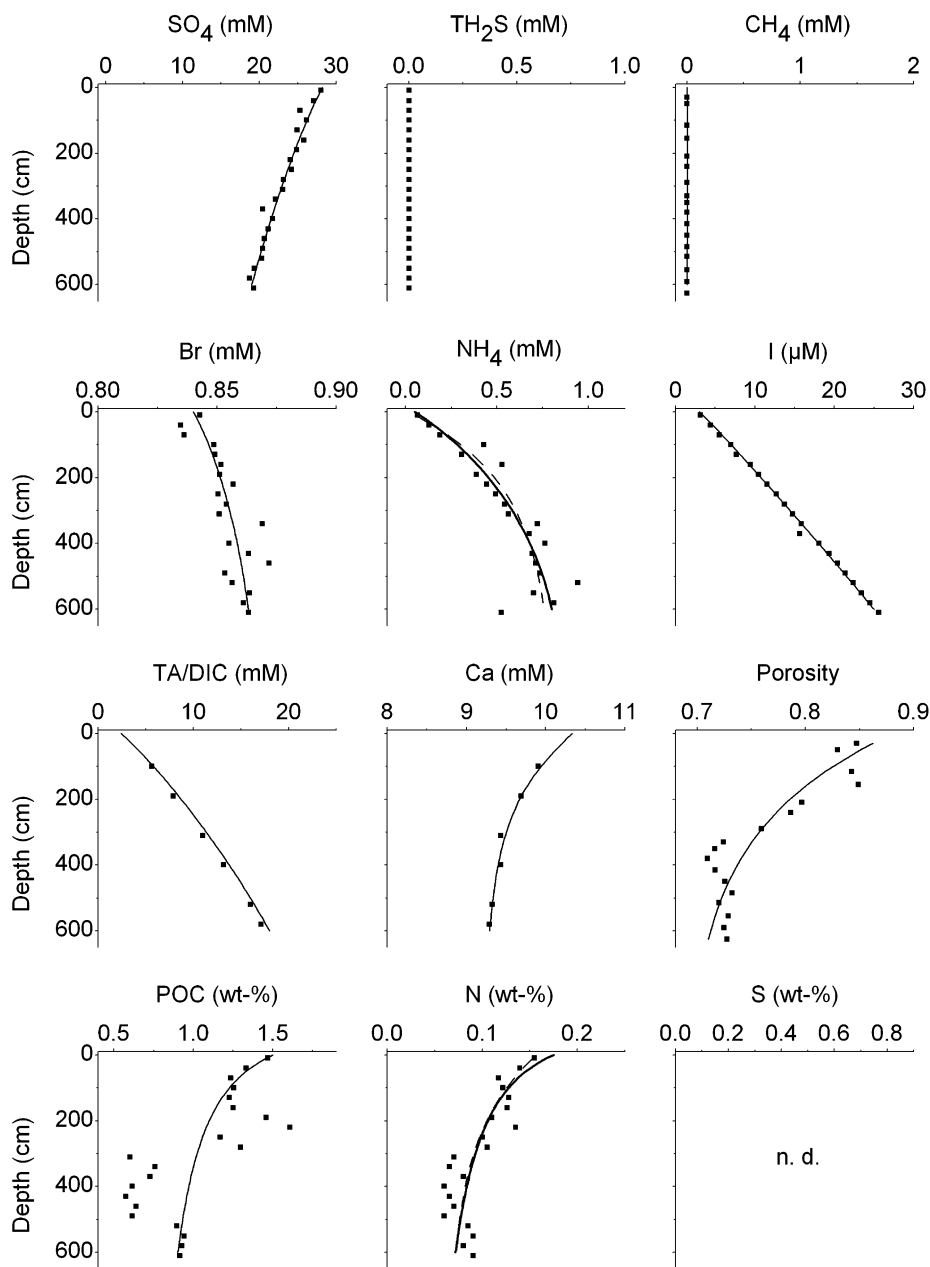 SO4 (mM) TH2S (mM) CH4 (mM)
0 10 20 30 0.0 0.5 1.0 0 1 2
0
200
400
600
Depth (cm)
Br (mM) NH4 (mM) I (µM)
0.80 0.85 0.90 0.0 0.5 1.0 0 10 20 30
0
200
400
600
Depth (cm)
TA/DIC (mM) Ca (mM) Porosity
0 10 20 8 9 10 11 0.7 0.8 0.9
0
200
400
600
Depth (cm)
POC (wt-%) N (wt-%) S (wt-%)
0.5 1.0 1.5 0.0 0.1 0.2 0.0 0.2 0.4 0.6 0.8
0
200
400
600
Depth (cm)
n. d.